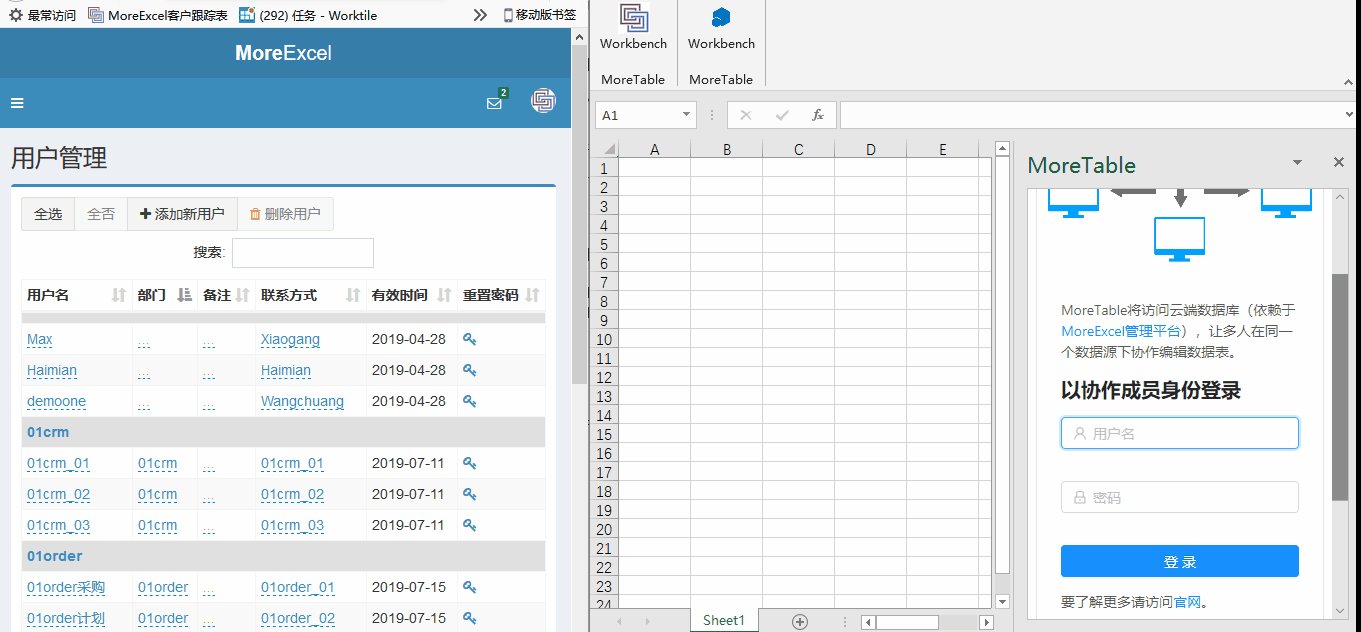 最常访问 MoreExcel客户跟踪表 (292) 任务 - Worktile 移动版书签
MoreExcel
2
用户管理
全选 全否 添加新用户 删除用户
搜索:
用户名 部门 备注 联系方式 有效时间 重置密码
Max ... ... Xiaogang 2019-04-28
Haimian ... ... Haimian 2019-04-28
demoone ... ... Wangchuang 2019-04-28
01crm
01crm_01 01crm ... 01crm_01 2019-07-11
01crm_02 01crm ... 01crm_02 2019-07-11
01crm_03 01crm ... 01crm_03 2019-07-11
01order
01order采购 01order ... 01order_01 2019-07-15
01order计划 01order ... 01order_02 2019-07-15
Workbench Workbench
MoreTable MoreTable
A1 fx
A B C D E
1
2
3
4
5
6
7
8
9
10
11
12
13
14
15
16
17
18
19
20
21
22
23
24
Sheet1
MoreTable
MoreTable将访问云端数据库（依赖于
MoreExcel管理平台），让多人在同一
个数据源下协作编辑数据表。
以协作成员身份登录
用户名
密码
登 录
要了解更多请访问官网。